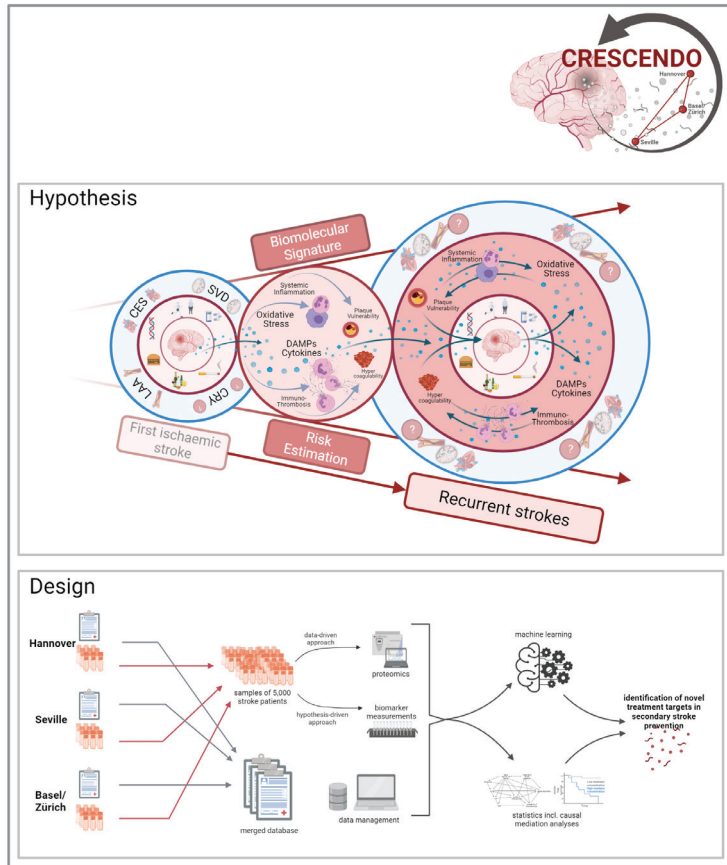 CRESCENDO
Hannover
Basel/
Zürich
Seville
Hypothesis
Biomolecular
Signature
CES
SVD
LAA
CRY
Systemic
Inflammation
Oxidative
Stress
Plaque
Vulnerability
DAMPs
Cytokines
Hyper
coagulability
Immuno-
Thrombosis
?
?
Systemic
Inflammation
Oxidative
Stress
Plaque
Vulnerability
Hyper
coagulability
DAMPs
Cytokines
Immuno-
Thrombosis
?
?
First ischaemic
stroke
Risk
Estimation
Recurrent strokes
Design
Hannover
Seville
Basel/
Zürich
samples of 5,000
stroke patients
merged database
data-driven
approach
hypothesis-driven
approach
proteomics
biomarker
measurements
data management
machine learning
statistics incl. causal
mediation analyses
identification of novel
treatment targets in
secondary stroke
prevention